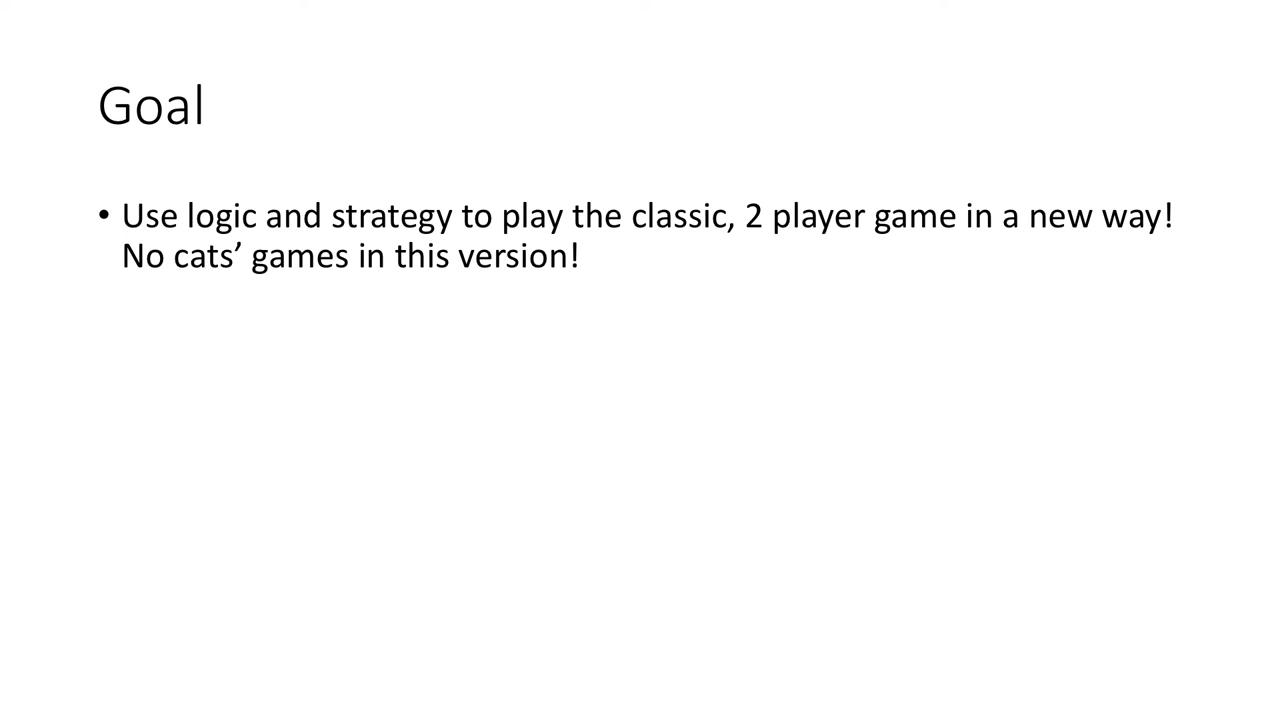 Goal
• Use logic and strategy to play the classic, 2 player game in a new way!
No cats’ games in this version!